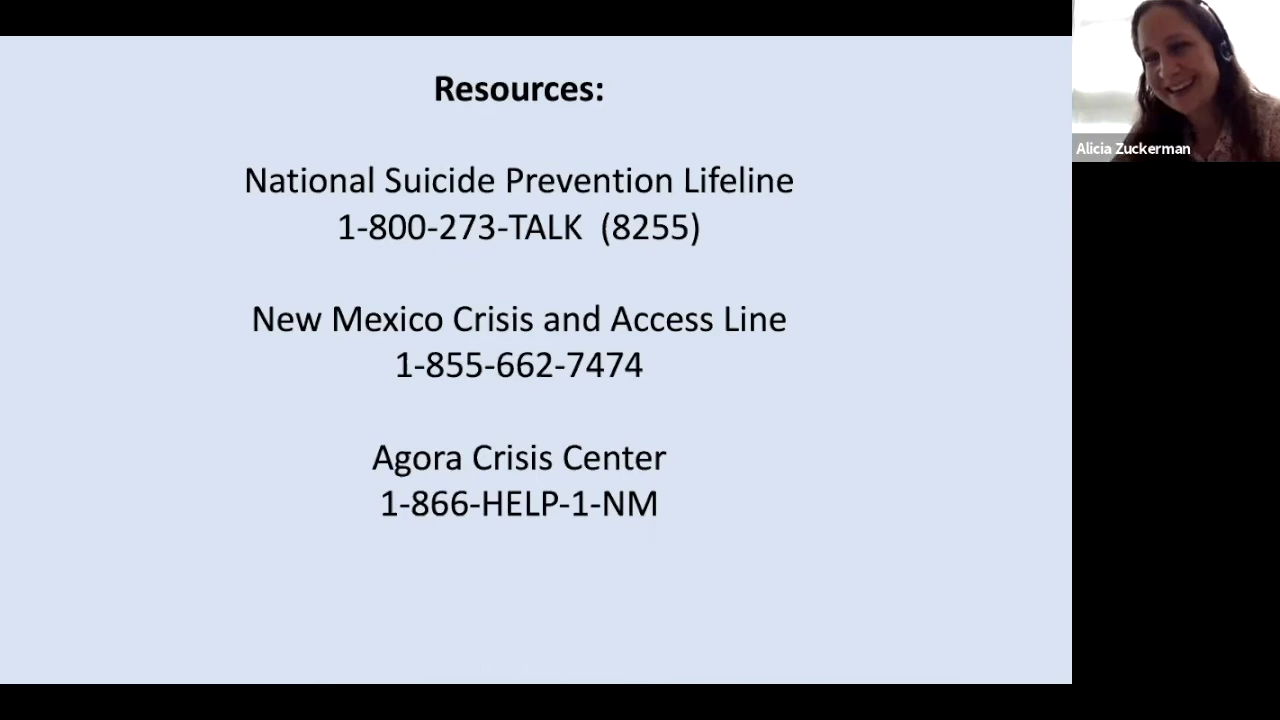 Resources:
National Suicide Prevention Lifeline
1-800-273-TALK (8255)
New Mexico Crisis and Access Line
1-855-662-7474
Agora Crisis Center
1-866-HELP-1-NM
Alicia Zuckerman